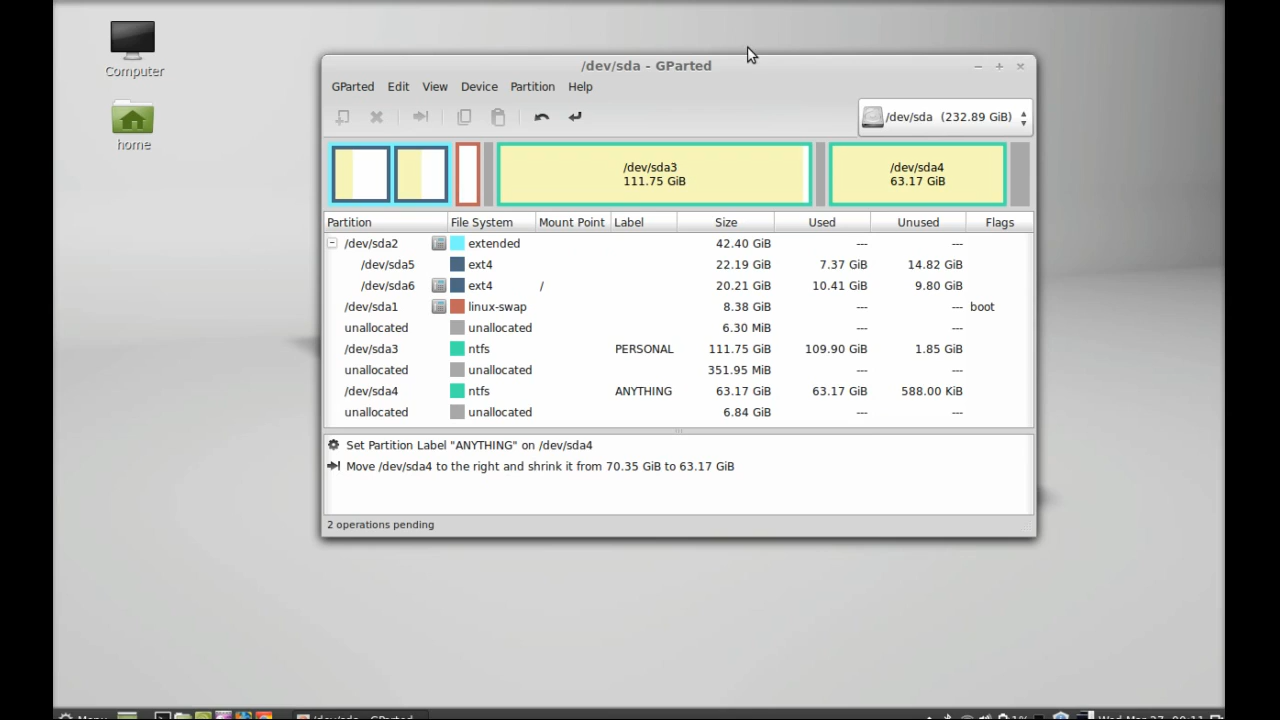 Computer
home
/dev/sda - GParted
GParted Edit View Device Partition Help
/dev/sda (232.89 GiB)
/dev/sda3
111.75 GiB
/dev/sda4
63.17 GiB
Partition File System Mount Point Label Size Used Unused Flags
/dev/sda2 extended 42.40 GiB --- ---
/dev/sda5 ext4 22.19 GiB 7.37 GiB 14.82 GiB
/dev/sda6 ext4 / 20.21 GiB 10.41 GiB 9.80 GiB
/dev/sda1 linux-swap 8.38 GiB --- --- boot
unallocated unallocated 6.30 MiB --- ---
/dev/sda3 ntfs PERSONAL 111.75 GiB 109.90 GiB 1.85 GiB
unallocated unallocated 351.95 MiB --- ---
/dev/sda4 ntfs ANYTHING 63.17 GiB 63.17 GiB 588.00 KiB
unallocated unallocated 6.84 GiB --- ---
Set Partition Label "ANYTHING" on /dev/sda4
Move /dev/sda4 to the right and shrink it from 70.35 GiB to 63.17 GiB
2 operations pending
Menu /dev/sda - GParted